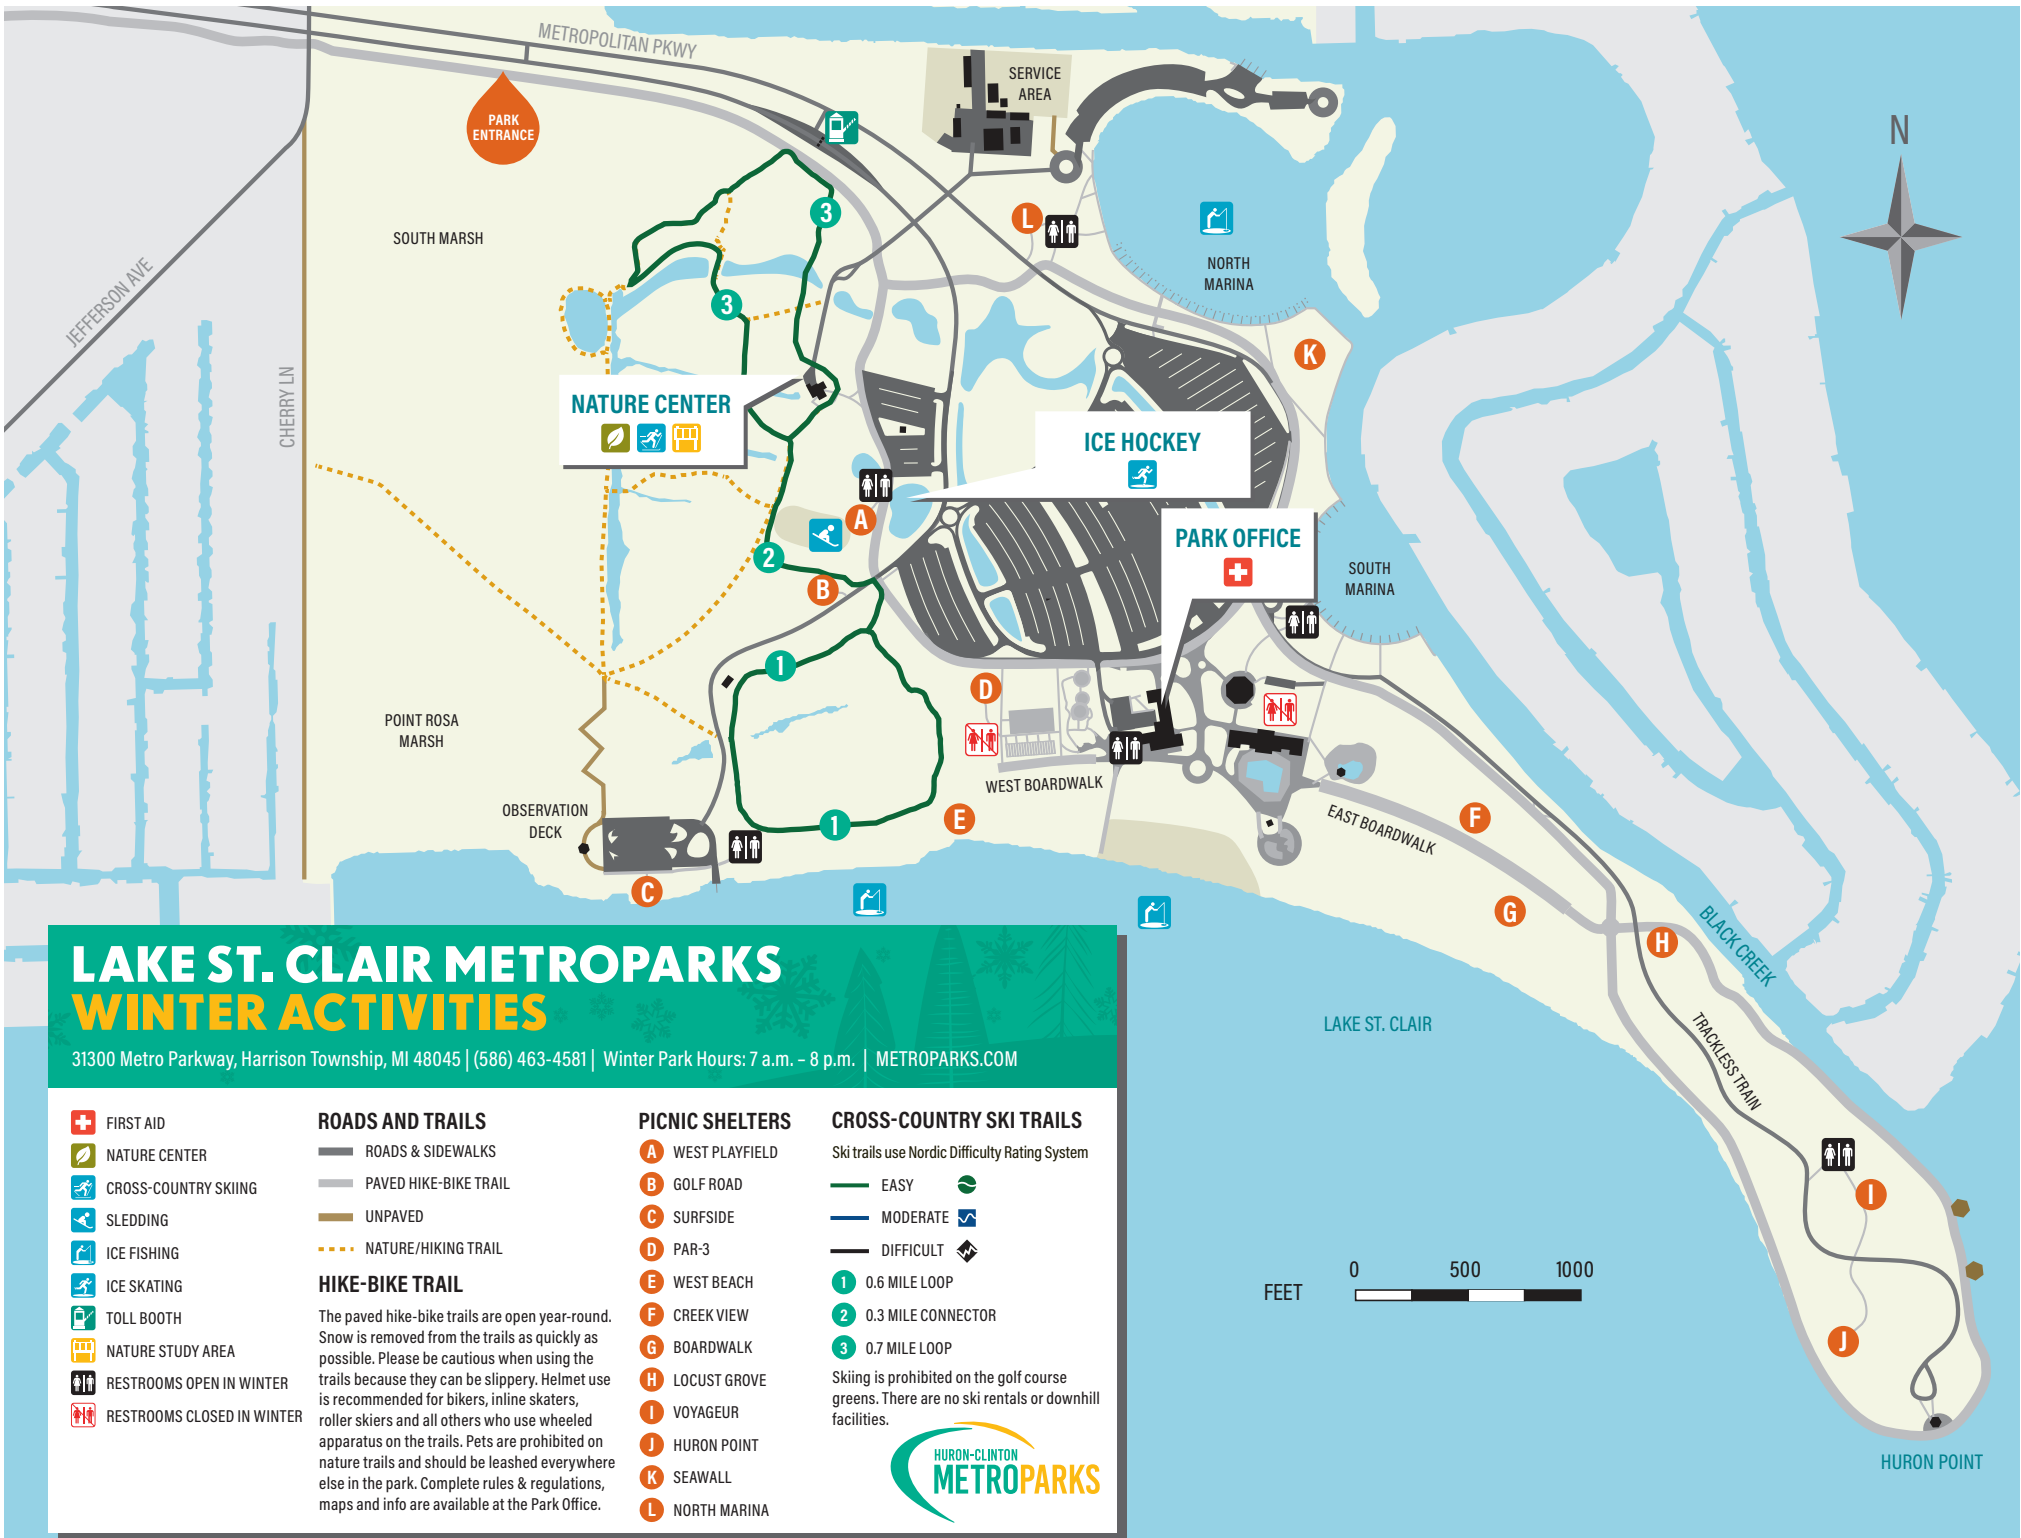 METROPOLITAN PKWY
SERVICE
AREA
PARK
ENTRANCE
N
3
L
SOUTH MARSH
NORTH
MARINA
JEFFERSON AVE
3
K
CHERRY LN
NATURE CENTER
ICE HOCKEY
A
PARK OFFICE
2
B
SOUTH
MARINA
1
D
POINT ROSA
MARSH
WEST BOARDWALK
OBSERVATION
DECK
1
E
EAST BOARDWALK
F
C
G
H
BLACK CREEK
LAKE ST. CLAIR
TRACKLESS TRAIN
I
J
HURON POINT
0 500 1000
FEET
LAKE ST. CLAIR METROPARKS
WINTER ACTIVITIES
31300 Metro Parkway, Harrison Township, MI 48045 | (586) 463-4581 | Winter Park Hours: 7 a.m. – 8 p.m. | METROPARKS.COM
FIRST AID
NATURE CENTER
CROSS-COUNTRY SKIING
SLEDDING
ICE FISHING
ICE SKATING
TOLL BOOTH
NATURE STUDY AREA
RESTROOMS OPEN IN WINTER
RESTROOMS CLOSED IN WINTER
ROADS AND TRAILS
ROADS & SIDEWALKS
PAVED HIKE-BIKE TRAIL
UNPAVED
NATURE/HIKING TRAIL
HIKE-BIKE TRAIL
The paved hike-bike trails are open year-round.
Snow is removed from the trails as quickly as
possible. Please be cautious when using the
trails because they can be slippery. Helmet use
is recommended for bikers, inline skaters,
roller skiers and all others who use wheeled
apparatus on the trails. Pets are prohibited on
nature trails and should be leashed everywhere
else in the park. Complete rules & regulations,
maps and info are available at the Park Office.
PICNIC SHELTERS
A WEST PLAYFIELD
B GOLF ROAD
C SURFSIDE
D PAR-3
E WEST BEACH
F CREEK VIEW
G BOARDWALK
H LOCUST GROVE
I VOYAGEUR
J HURON POINT
K SEAWALL
L NORTH MARINA
CROSS-COUNTRY SKI TRAILS
Ski trails use Nordic Difficulty Rating System
EASY
MODERATE
DIFFICULT
1 0.6 MILE LOOP
2 0.3 MILE CONNECTOR
3 0.7 MILE LOOP
Skiing is prohibited on the golf course
greens. There are no ski rentals or downhill
facilities.
HURON-CLINTON
METROPARKS